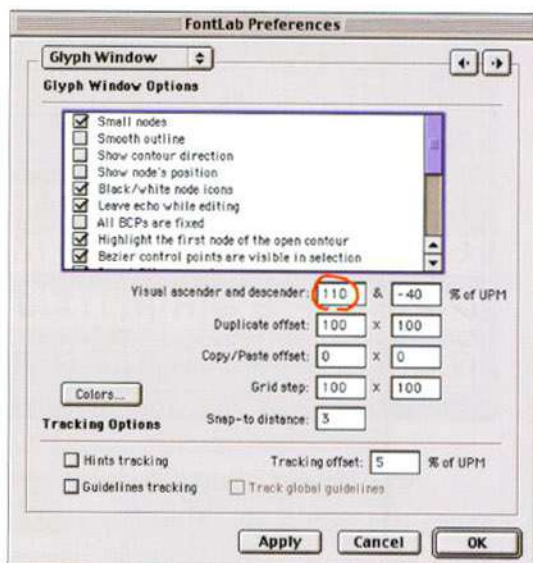 FontLab Preferences
Glyph Window
Glyph Window Options
Small nodes
Smooth outline
Show contour direction
Show node's position
Black/white node icons
Leave echo while editing
All BCPs are fixed
Highlight the first node of the open contour
Bezier control points are visible in selection
Visual ascender and descender: 110 & -40 % of UPM
Duplicate offset: 100 x 100
Copy/Paste offset: 0 x 0
Grid step: 100 x 100
Colors...
Snap-to distance: 3
Tracking Options
Hints tracking Tracking offset: 5 % of UPM
Guidelines tracking Track global guidelines
Apply Cancel OK